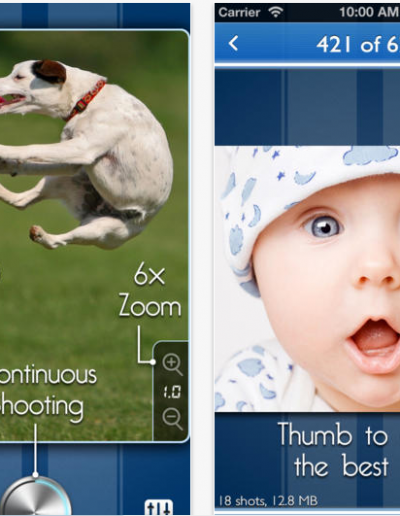 6x
Zoom
1.0
ontinuous
hooting
Carrier
10:00 AM
421 of 6
Thumb to
the best
18 shots, 12.8 MB